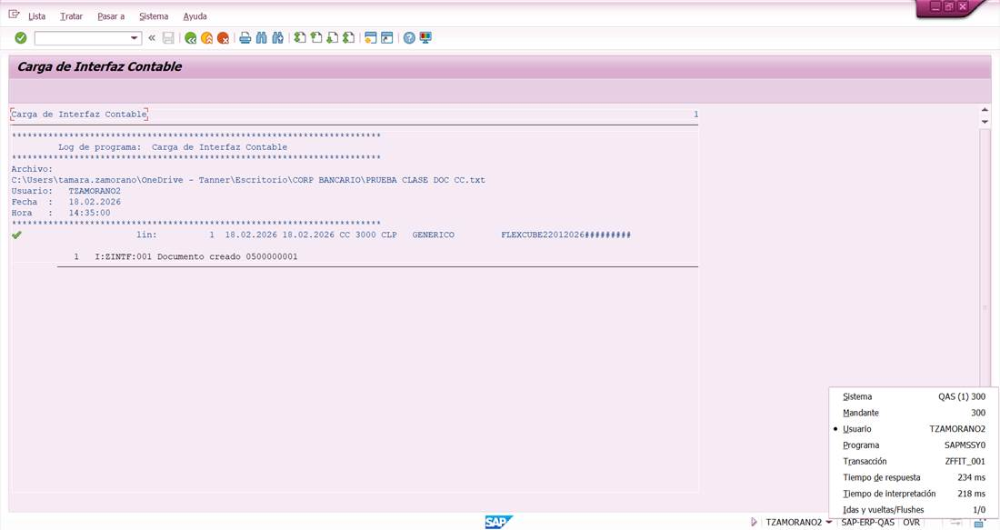 Lista Tratar Pasar a Sistema Ayuda
Carga de Interfaz Contable
Carga de Interfaz Contable 1
***********************************************************************
Log de programa: Carga de Interfaz Contable
***********************************************************************
Archivo:
C:\Users\tamara.zamorano\OneDrive - Tanner\Escritorio\CORP BANCARIO\PRUEBA CLASE DOC CC.txt
Usuario: TZAMORANO2
Fecha : 18.02.2026
Hora : 14:35:00
***********************************************************************
lin: 1 18.02.2026 18.02.2026 CC 3000 CLP GENERICO FLEXCUBE22012026#########
1 I:ZINTF:001 Documento creado 0500000001
Sistema QAS (1) 300
Mandante 300
Usuario TZAMORANO2
Programa SAPMSSY0
Transacción ZFFIT_001
Tiempo de respuesta 234 ms
Tiempo de interpretación 218 ms
Idas y vueltas/Flushes 1/0
SAP TZAMORANO2 SAP-ERP-QAS OVR